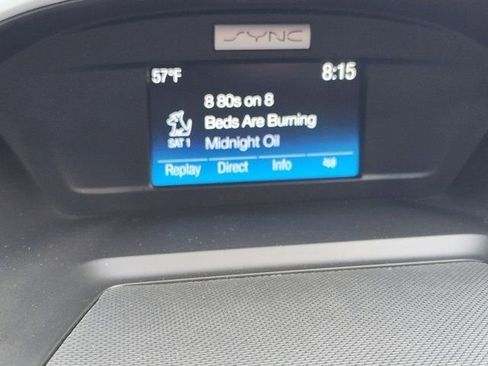 SYNC
57°F 8:15
8 80s on 8
Beds Are Burning
SAT 1 Midnight Oil
Replay Direct Info